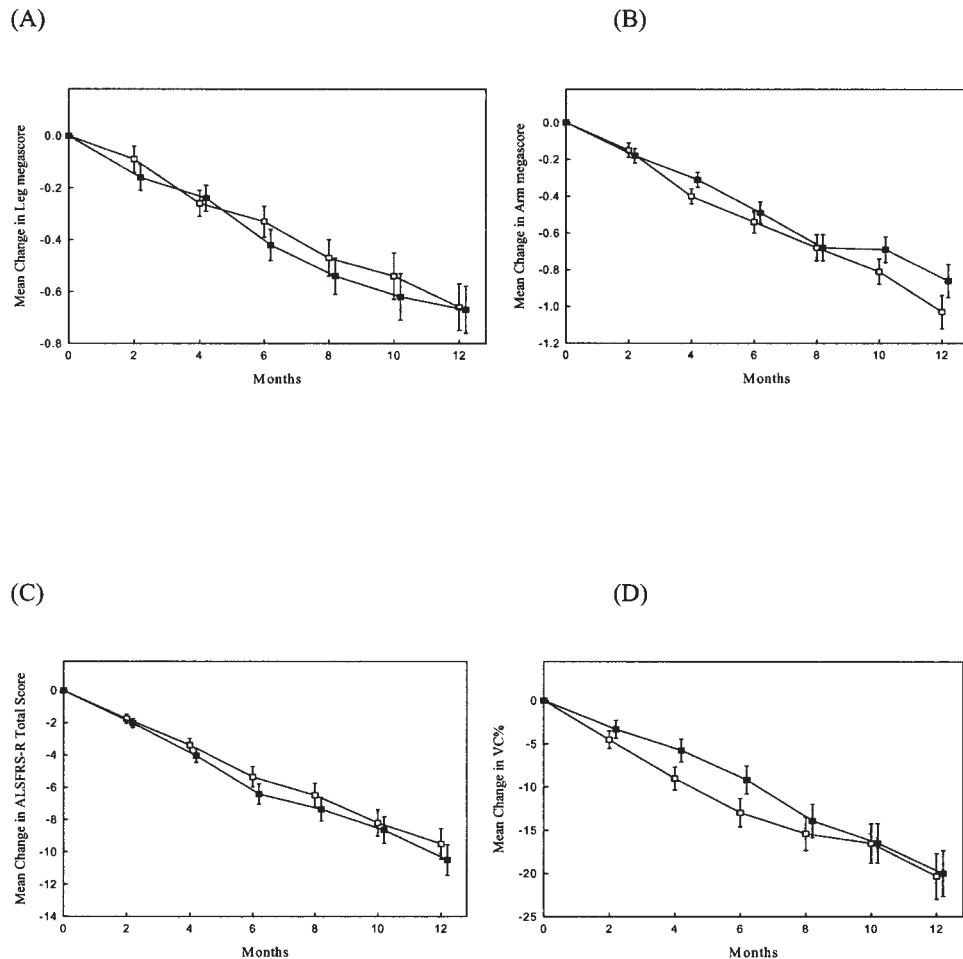 (A)
(B)
Mean Change in Leg megascore
0.0
-0.2
-0.4
-0.6
-0.8
0 2 4 6 8 10 12
Months
Mean Change in Arm megascore
0.0
-0.2
-0.4
-0.6
-0.8
-1.0
-1.2
0 2 4 6 8 10 12
Months
(C)
(D)
Mean Change in ALSFRS-R Total Score
0
-2
-4
-6
-8
-10
-12
-14
0 2 4 6 8 10 12
Months
Mean Change in VC%
0
-5
-10
-15
-20
-25
0 2 4 6 8 10 12
Months